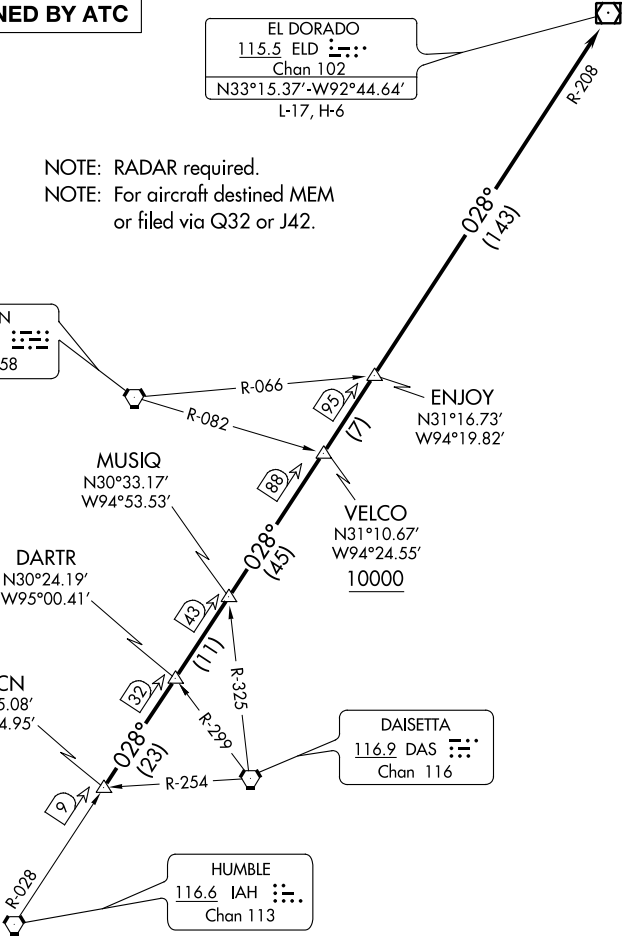 NED BY ATC
EL DORADO
115.5 ELD
Chan 102
N33°15.37'-W92°44.64'
L-17, H-6
R-208
NOTE: RADAR required.
NOTE: For aircraft destined MEM
or filed via Q32 or J42.
028°
(143)
N
58
R-066
R-082
95
(7)
ENJOY
N31°16.73'
W94°19.82'
88
VELCO
N31°10.67'
W94°24.55'
10000
MUSIQ
N30°33.17'
W94°53.53'
028°
(45)
DARTR
N30°24.19'
W95°00.41'
43
(11)
R-325
32
R-299
CN
5.08'
4.95'
028°
(23)
R-254
DAISETTA
116.9 DAS
Chan 116
9
R-028
HUMBLE
116.6 IAH
Chan 113